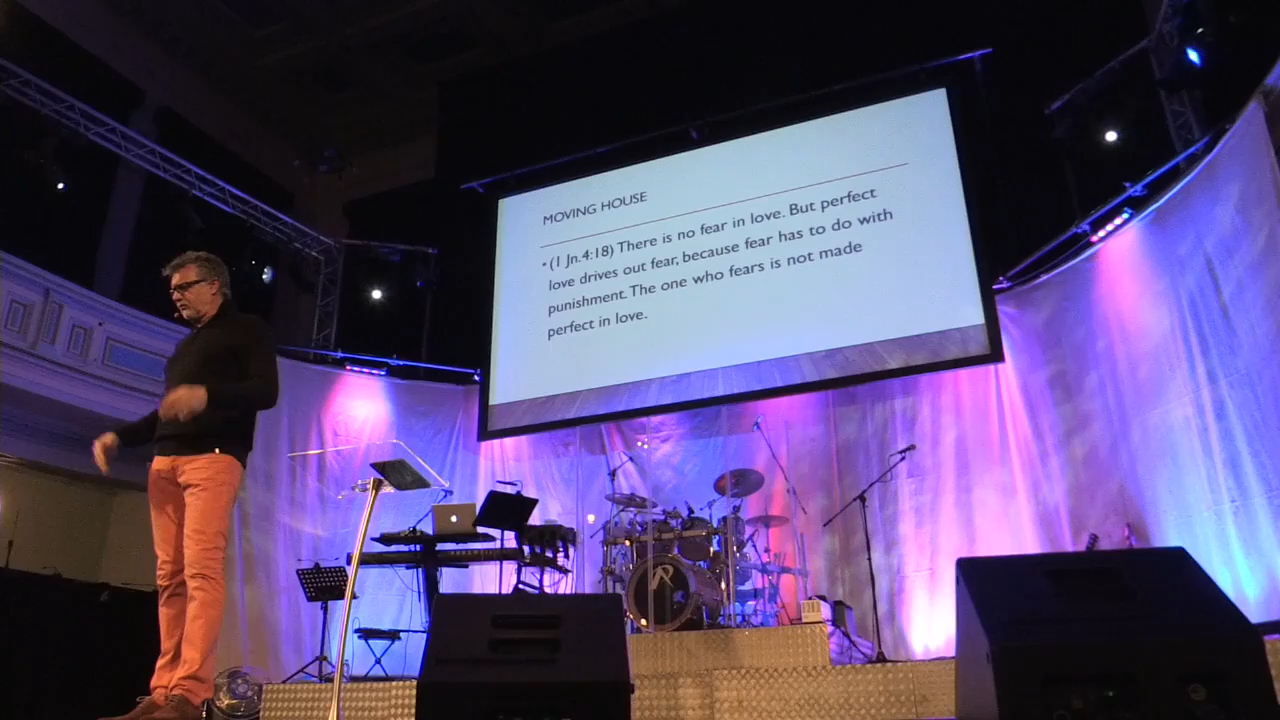 MOVING HOUSE
• (1 Jn.4:18) There is no fear in love. But perfect
love drives out fear, because fear has to do with
punishment. The one who fears is not made
perfect in love.
R